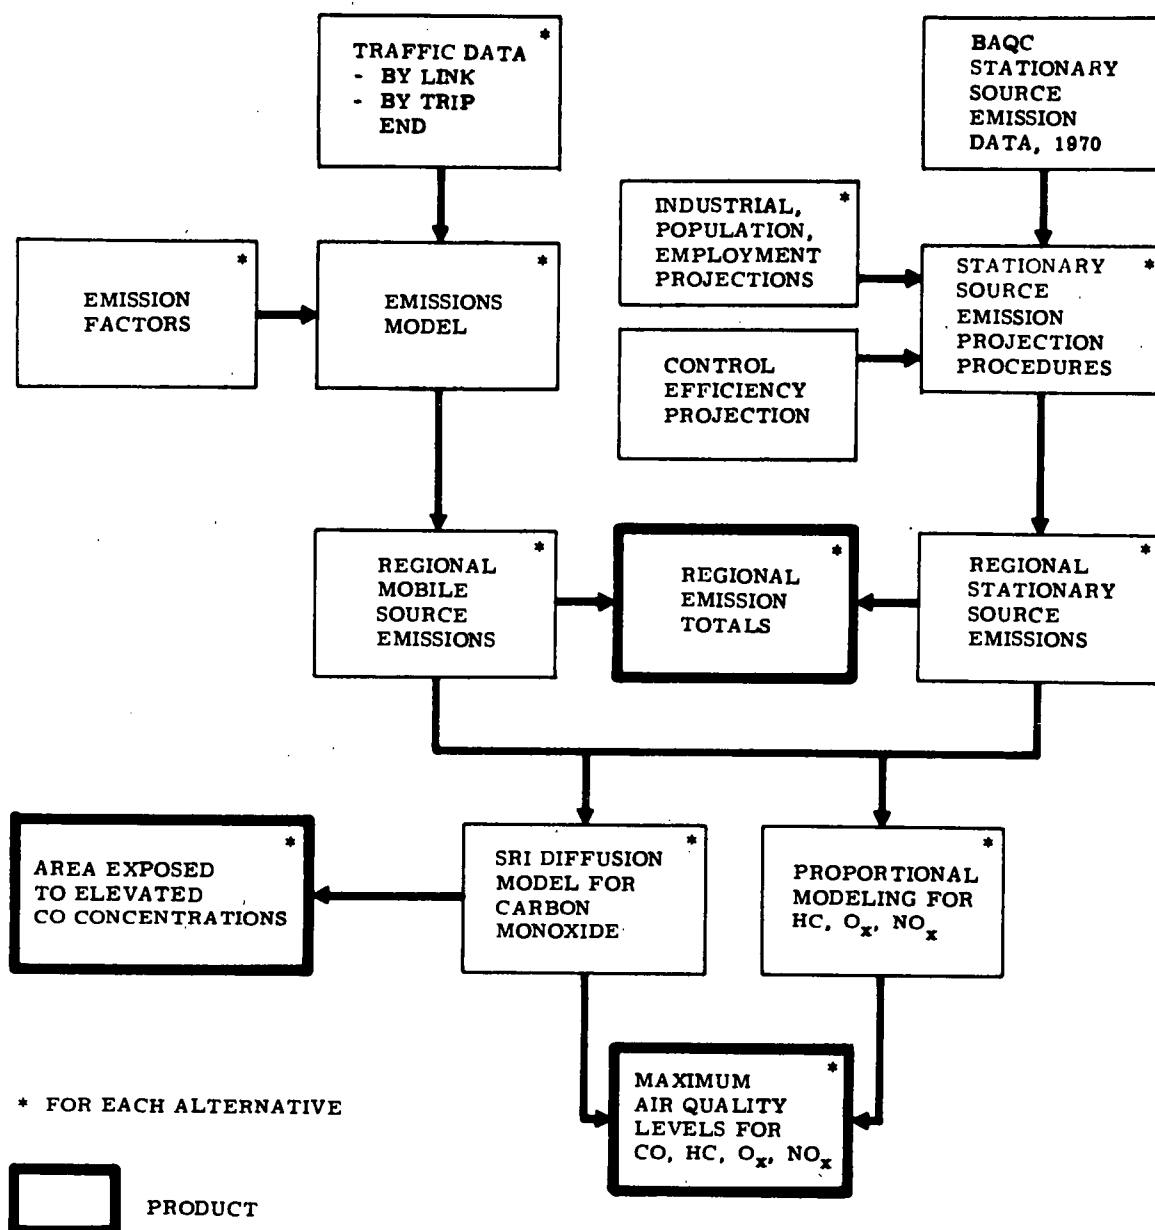 *
TRAFFIC DATA
- BY LINK
- BY TRIP
END
BAQC
STATIONARY
SOURCE
EMISSION
DATA, 1970
*
INDUSTRIAL,
POPULATION,
EMPLOYMENT
PROJECTIONS
*
EMISSION
FACTORS
*
EMISSIONS
MODEL
*
STATIONARY
SOURCE
EMISSION
PROJECTION
PROCEDURES
CONTROL
EFFICIENCY
PROJECTION
*
REGIONAL
MOBILE
SOURCE
EMISSIONS
*
REGIONAL
EMISSION
TOTALS
*
REGIONAL
STATIONARY
SOURCE
EMISSIONS
*
AREA EXPOSED
TO ELEVATED
CO CONCENTRATIONS
*
SRI DIFFUSION
MODEL FOR
CARBON
MONOXIDE
*
PROPORTIONAL
MODELING FOR
HC, Oₓ, NOₓ
*
MAXIMUM
AIR QUALITY
LEVELS FOR
CO, HC, Oₓ, NOₓ
* FOR EACH ALTERNATIVE
PRODUCT